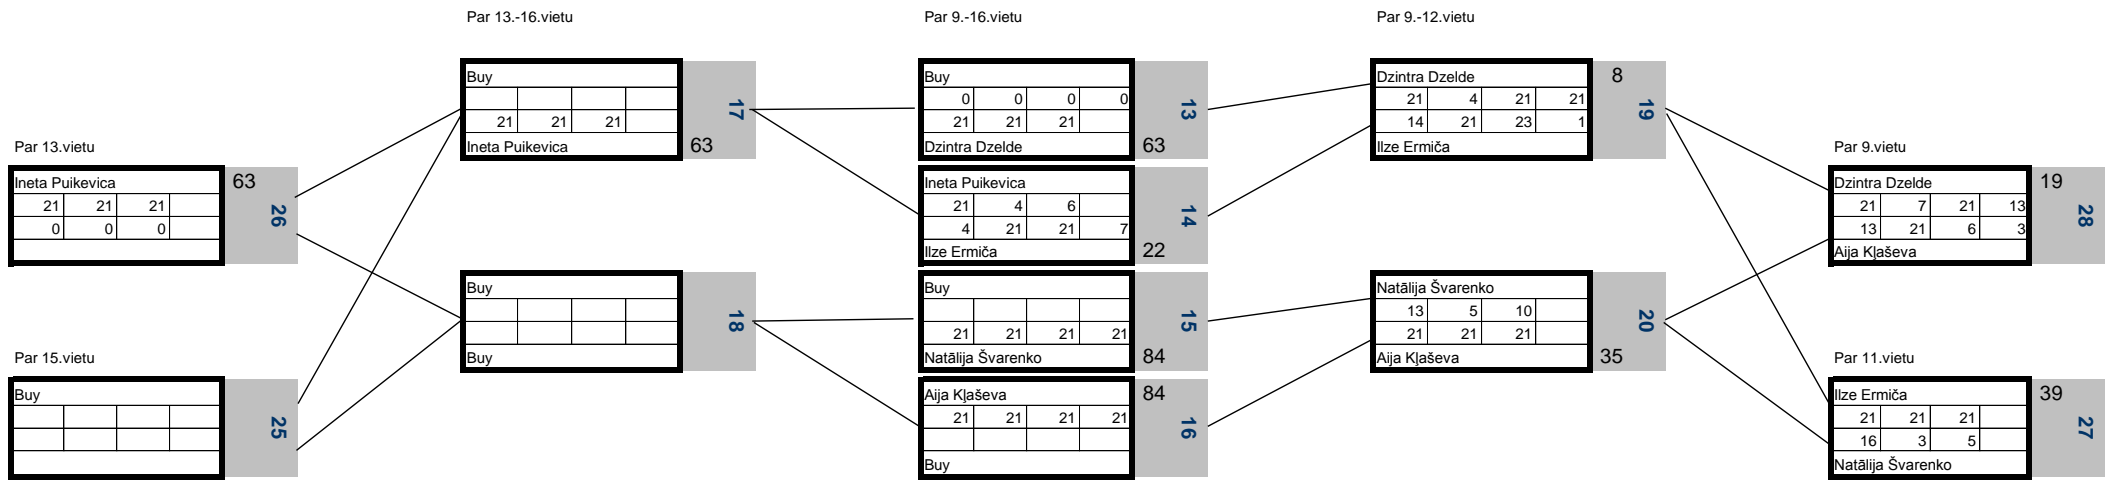 Par 13.-16.vietu Par 9.-16.vietu Par 9.-12.vietu
Buy Buy Dzintra Dzelde 8
0 0 0 0 21 4 21 21
21 21 21 17 21 21 21 13 14 21 23 1 19
Ineta Puikevica 63 Dzintra Dzelde 63 Ilze Ermiča
Par 13.vietu Par 9.vietu
Ineta Puikevica 63 Ineta Puikevica Dzintra Dzelde 19
21 21 21 21 4 6 21 7 21 13
0 0 0 26 4 21 21 7 14 13 21 6 3 28
Ilze Ermiča 22 Aija Kļaševa
Buy Buy Natālija Švarenko
13 5 10
18 21 21 21 21 15 21 21 21 20
Buy Natālija Švarenko 84 Aija Kļaševa 35
Par 15.vietu Par 11.vietu
Buy Aija Kļaševa 84 Ilze Ermiča 39
21 21 21 21 21 21 21
25 16 16 3 5 27
Buy Natālija Švarenko